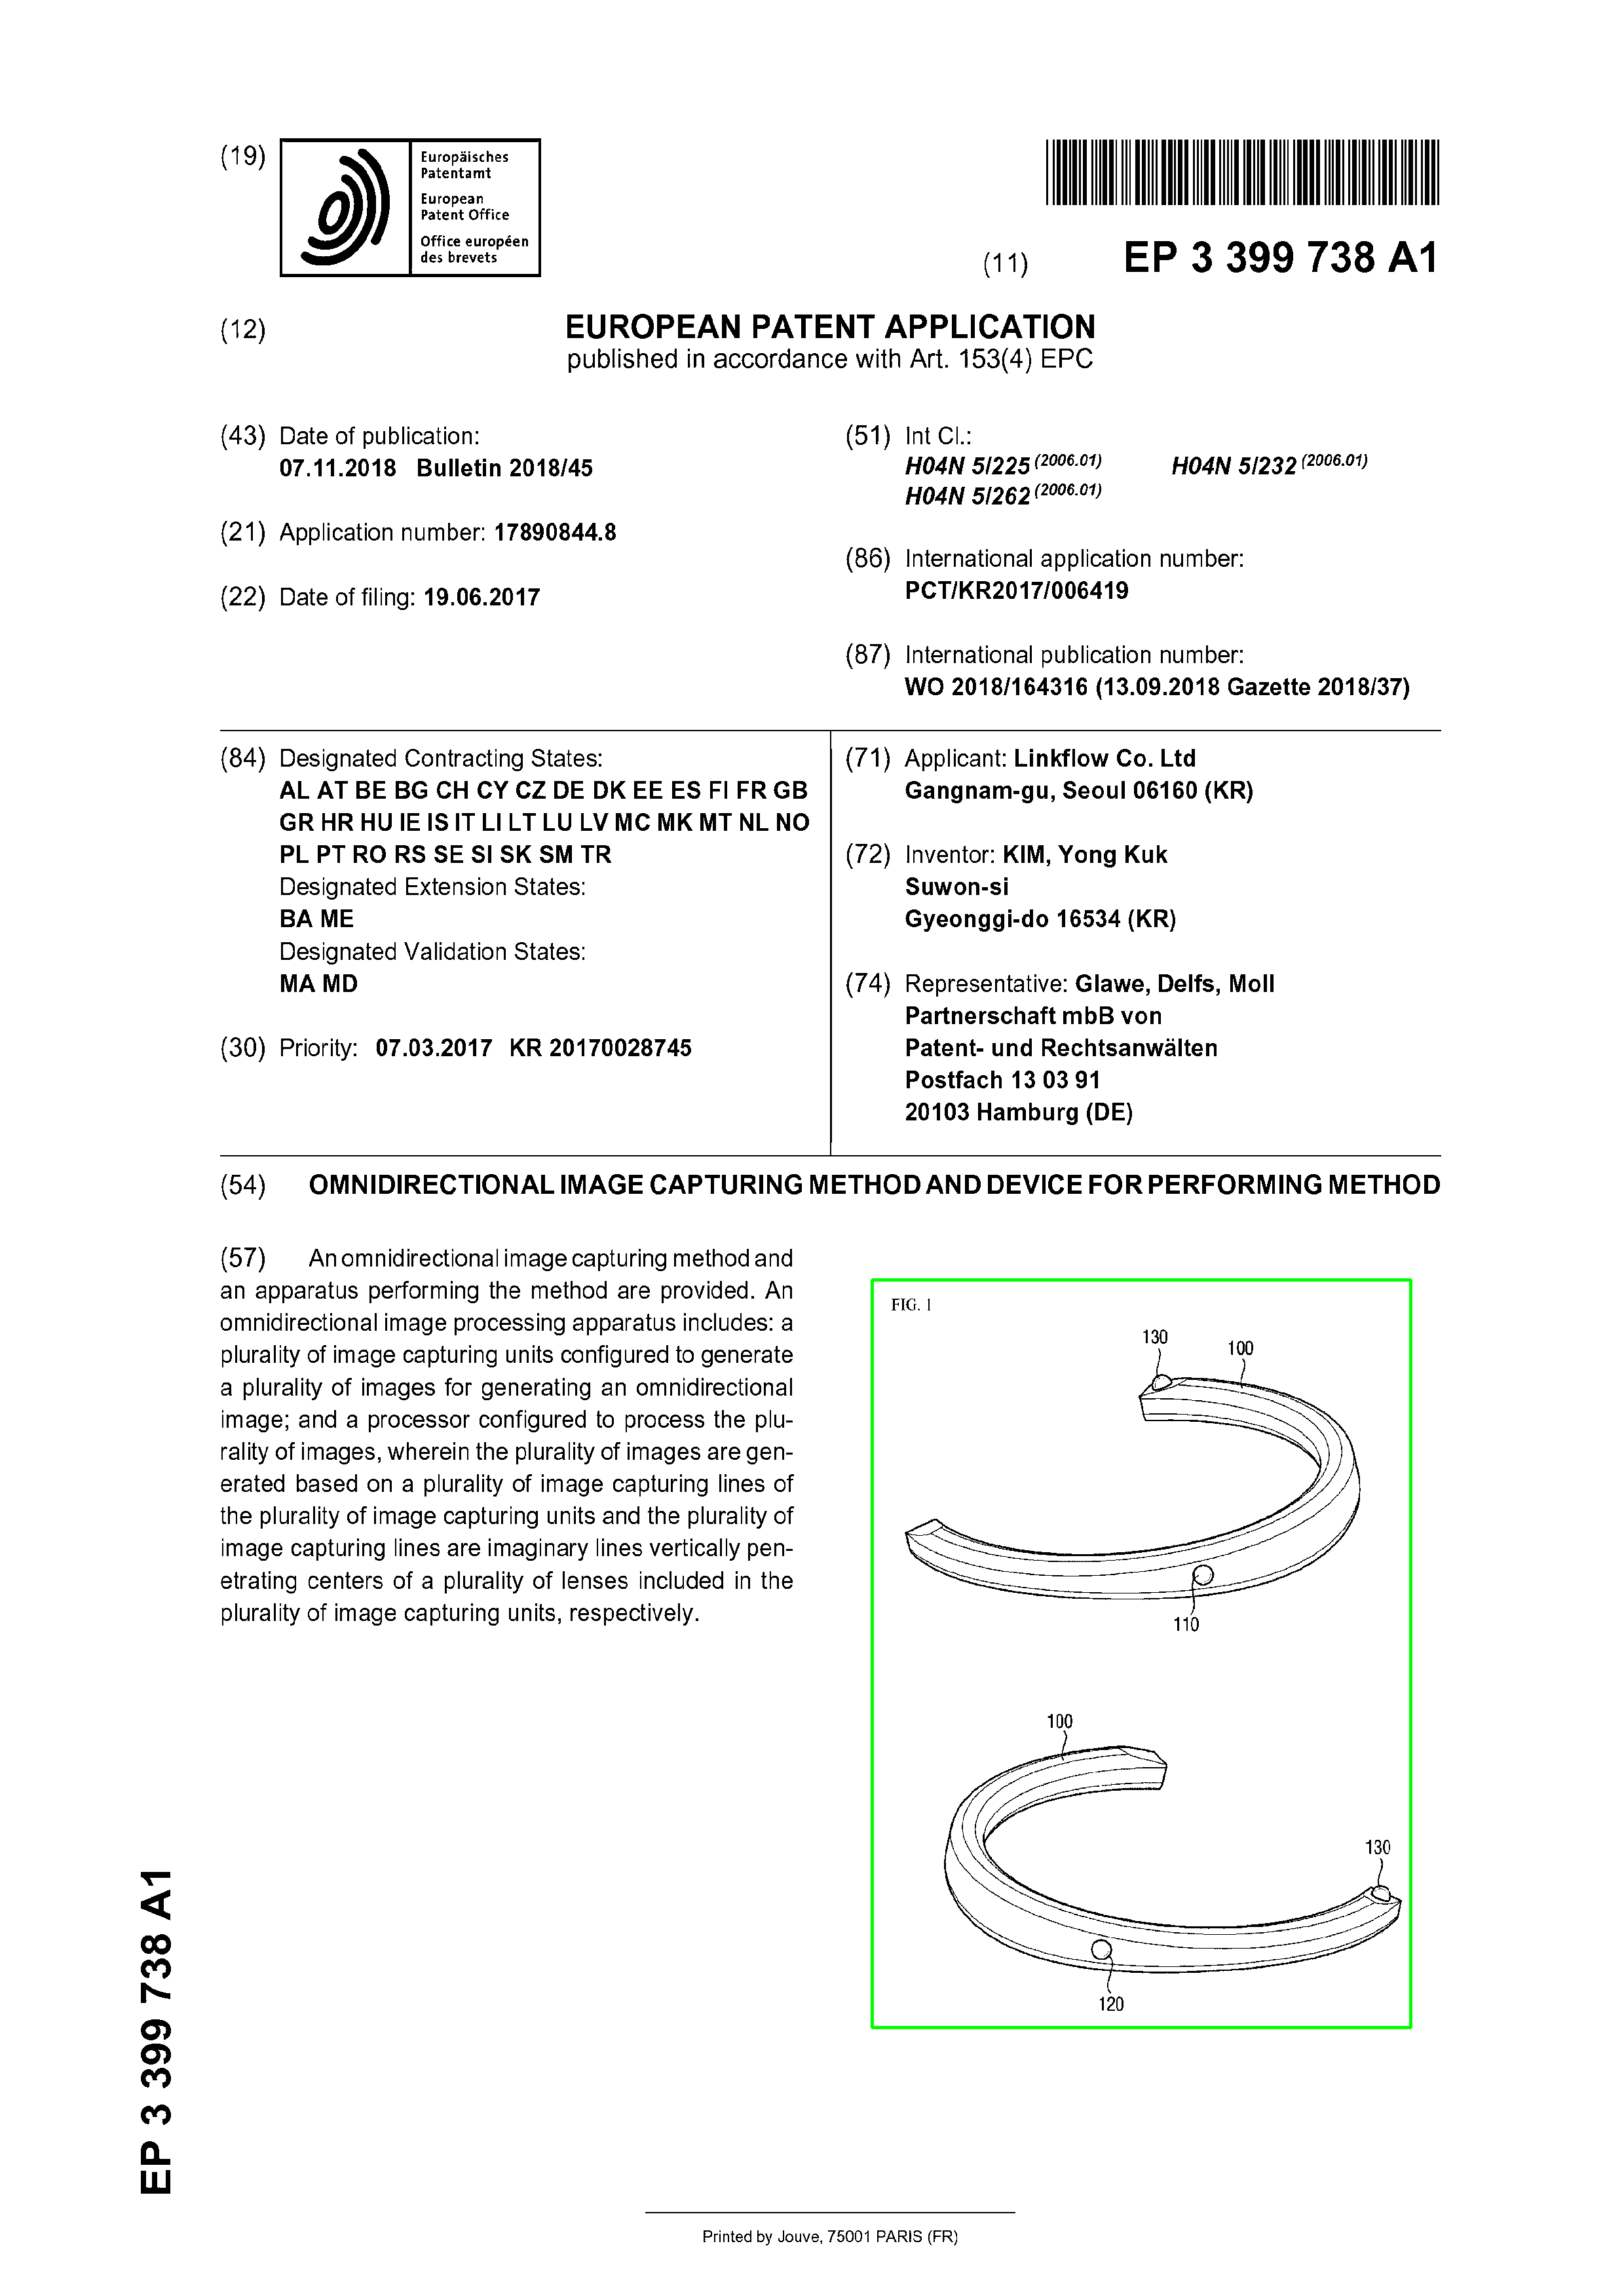 (19)
Europäisches
Patentamt
European
Patent Office
Office européen
des brevets
(11) EP 3 399 738 A1
(12) EUROPEAN PATENT APPLICATION
published in accordance with Art. 153(4) EPC
(43) Date of publication:
07.11.2018 Bulletin 2018/45
(21) Application number: 17890844.8
(22) Date of filing: 19.06.2017
(51) Int Cl.:
H04N 5/225 (2006.01) H04N 5/232 (2006.01)
H04N 5/262 (2006.01)
(86) International application number:
PCT/KR2017/006419
(87) International publication number:
WO 2018/164316 (13.09.2018 Gazette 2018/37)
(84) Designated Contracting States:
AL AT BE BG CH CY CZ DE DK EE ES FI FR GB
GR HR HU IE IS IT LI LT LU LV MC MK MT NL NO
PL PT RO RS SE SI SK SM TR
Designated Extension States:
BA ME
Designated Validation States:
MA MD
(30) Priority: 07.03.2017 KR 20170028745
(71) Applicant: Linkflow Co. Ltd
Gangnam-gu, Seoul 06160 (KR)
(72) Inventor: KIM, Yong Kuk
Suwon-si
Gyeonggi-do 16534 (KR)
(74) Representative: Glawe, Delfs, Moll
Partnerschaft mbB von
Patent- und Rechtsanwälten
Postfach 13 03 91
20103 Hamburg (DE)
(54) OMNIDIRECTIONAL IMAGE CAPTURING METHOD AND DEVICE FOR PERFORMING METHOD
(57) An omnidirectional image capturing method and
an apparatus performing the method are provided. An
omnidirectional image processing apparatus includes: a
plurality of image capturing units configured to generate
a plurality of images for generating an omnidirectional
image; and a processor configured to process the plu-
rality of images, wherein the plurality of images are gen-
erated based on a plurality of image capturing lines of
the plurality of image capturing units and the plurality of
image capturing lines are imaginary lines vertically pen-
etrating centers of a plurality of lenses included in the
plurality of image capturing units, respectively.
FIG. 1
130
100
110
100
130
120
EP 3 399 738 A1
Printed by Jouve, 75001 PARIS (FR)